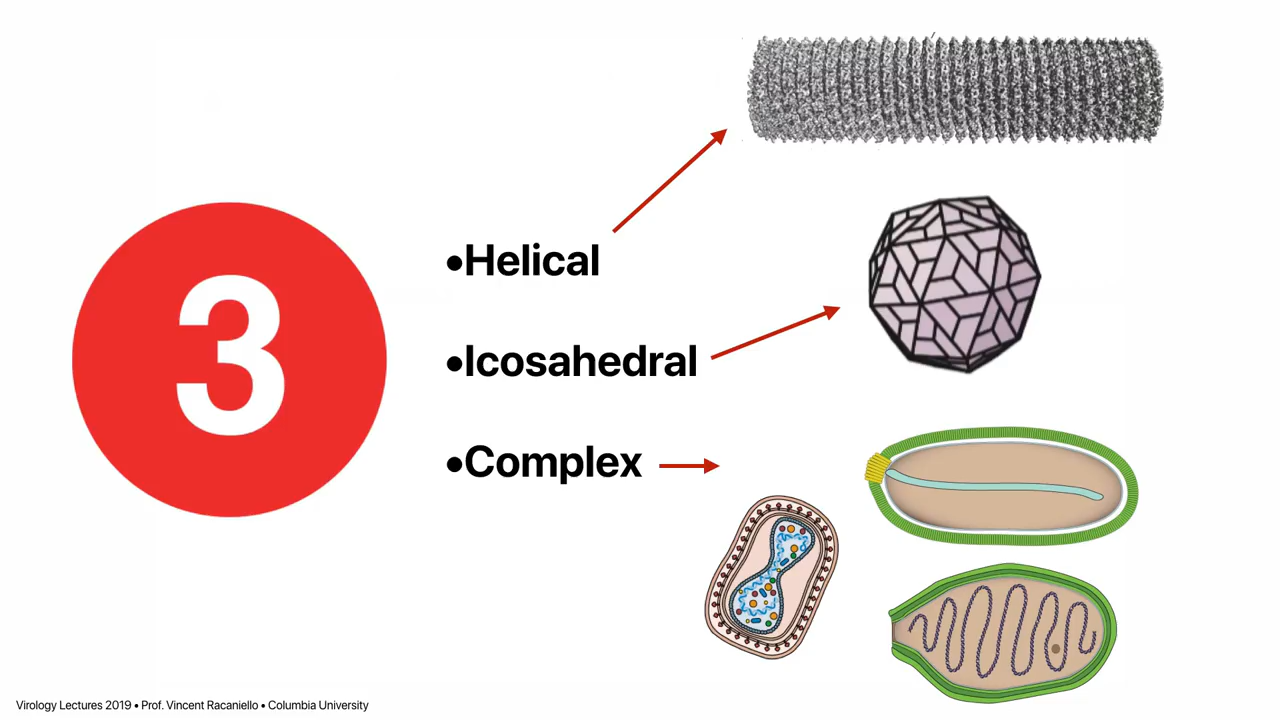 3
•Helical
•Icosahedral
•Complex
Virology Lectures 2019 • Prof. Vincent Racaniello • Columbia University